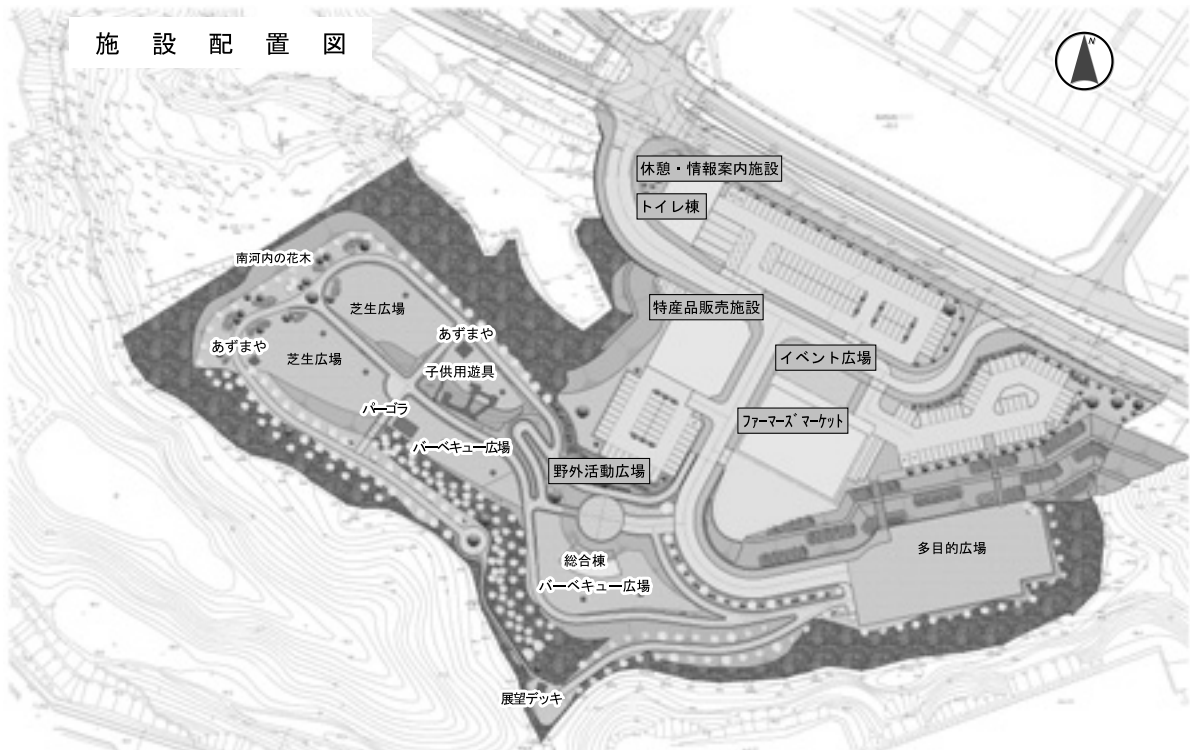 施設配置図
N
休憩・情報案内施設
トイレ棟
南河内の花木
芝生広場
特産品販売施設
あずまや
あずまや
芝生広場
イベント広場
子供用遊具
パーゴラ
ファーマーズマーケット
バーベキュー広場
野外活動広場
多目的広場
総合棟
バーベキュー広場
展望デッキ